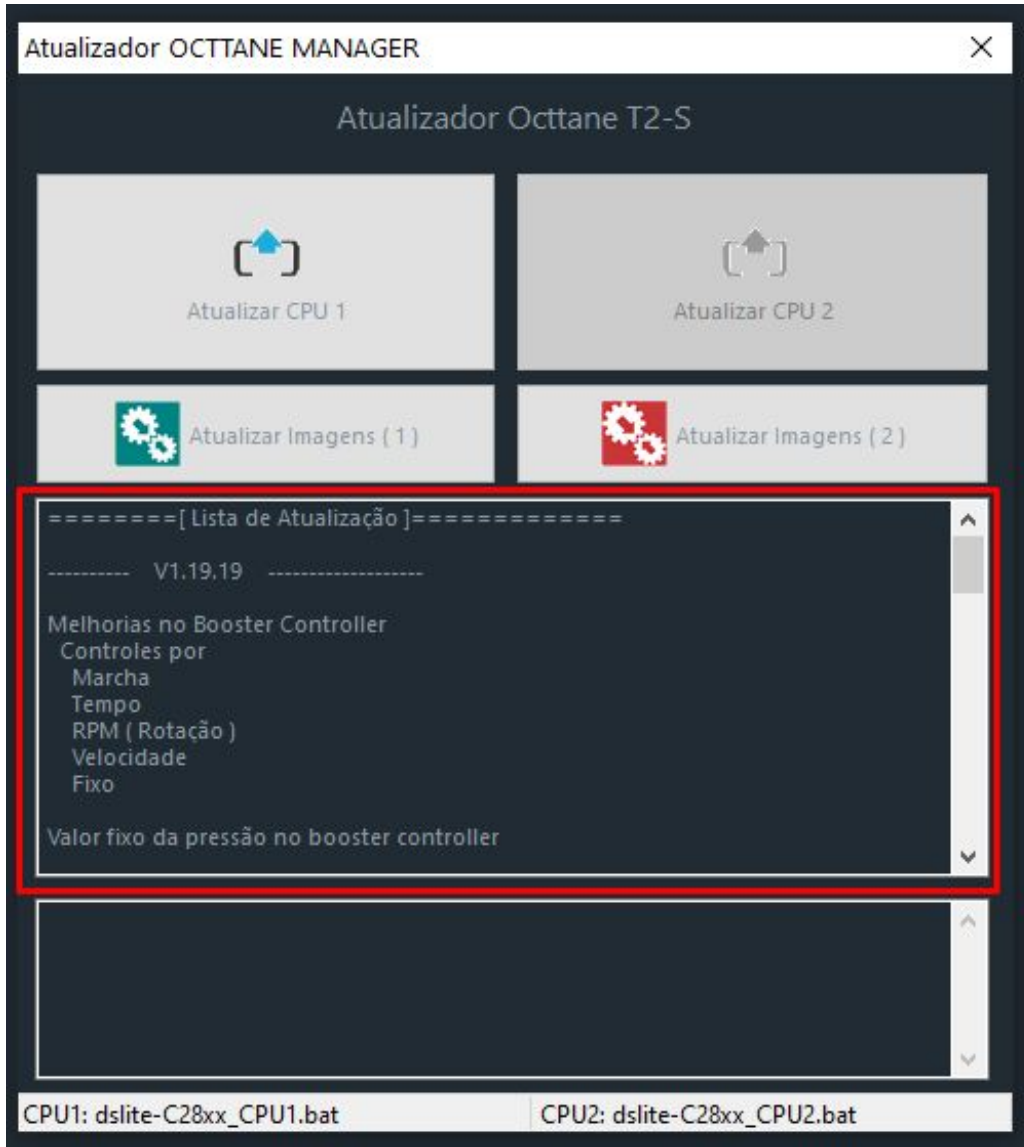 Atualizador OCTTANE MANAGER
Atualizador Octtane T2-S
Atualizar CPU 1
Atualizar CPU 2
Atualizar Imagens ( 1 )
Atualizar Imagens ( 2 )
========[ Lista de Atualização ]=============
---------- V1.19.19 -------------------
Melhorias no Booster Controller
Controles por
Marcha
Tempo
RPM ( Rotação )
Velocidade
Fixo
Valor fixo da pressão no booster controller
CPU1: dslite-C28xx_CPU1.bat
CPU2: dslite-C28xx_CPU2.bat